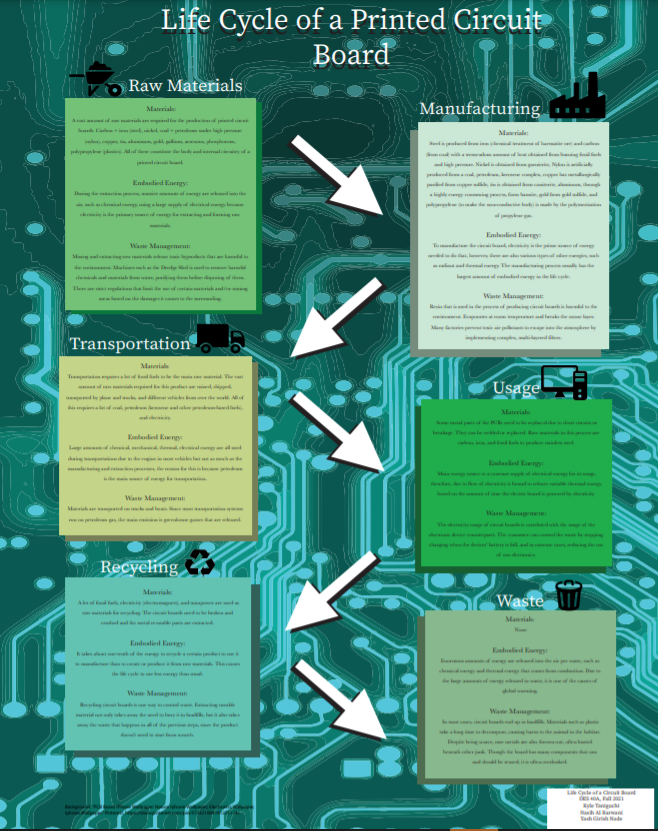 Life Cycle of a Printed Circuit
Board
Raw Materials
Materials:
A vast amount of raw materials are required for the production of printed circuit
boards. Carbon + iron (steel), nickel, coal + petroleum under high pressure
(nylon), copper, tin, aluminum, gold, gallium, ammonia, phosphorus,
polypropylene (plastics). All of these constitute the body and internal circuitry of a
printed circuit board.
Embodied Energy:
During the extraction process, massive amounts of energy are released into the
air, such as chemical energy, using a large supply of electrical energy because
electricity is the primary source of energy for extracting and forming raw
materials.
Waste Management:
Mining and extracting raw materials release toxic byproducts that are harmful to
the environment. Machines such as the Dredge Sled is used to remove harmful
chemicals and materials from water, purifying them before disposing of them.
There are strict regulations that limit the use of certain materials and/or mining
areas based on the damages it causes to the surrounding.
Manufacturing
Materials:
Steel is produced from iron (chemical treatment of haematite ore) and carbon
(from coal) with a tremendous amount of heat obtained from burning fossil fuels
and high pressure. Nickel is obtained from garnierite, Nylon is artificially
produced from a coal, petroleum, kerosene complex, copper has metallurgically
purified from copper sulfide, tin is obtained from casiterite, aluminum, through
a highly energy consuming process, from bauxite, gold from gold sulfide, and
polypropylene (to make the non-conductive body) is made by the polymerization
of propylene gas.
Embodied Energy:
To manufacture the circuit board, electricity is the prime source of energy
needed to do that, however, there are also various types of other energies, such
as radiant and thermal energy. The manufacturing process usually has the
largest amount of embodied energy in the life cycle.
Waste Management:
Resin that is used in the process of producing circuit boards is harmful to the
environment. Evaporates at room temperature and breaks the ozone layer.
Many factories prevent toxic air pollutants to escape into the atmosphere by
implementing complex, multi-layered filters.
Transportation
Materials:
Transportation requires a lot of fossil fuels to be the main raw material. The vast
amount of raw materials required for this product are mined, shipped,
transported by plane and trucks, and different vehicles from over the world. All of
this requires a lot of coal, petroleum (kerosene and other petroleum-based fuels),
and electricity.
Embodied Energy:
Large amounts of chemical, mechanical, thermal, electrical energy are all used
during transportation due to the engine in most vehicles but not as much as the
manufacturing and extraction processes, the reason for this is because petroleum
is the main source of energy for transportation.
Waste Management:
Materials are transported on trucks and boats. Since most transportation systems
run on petroleum gas, the main emission is greenhouse gasses that are released.
Usage
Materials:
Some metal parts of the PCBs need to be replaced due to short circuits or
breakage. They can be welded or replaced. Raw materials in this process are
carbon, iron, and fossil fuels to produce stainless steel.
Embodied Energy:
Main energy source is a constant supply of electrical energy for its usage,
therefore, due to flow of electricity is bound to release variable thermal energy
based on the amount of time the electric board is powered by electricity.
Waste Management:
The electricity usage of circuit boards is correlated with the usage of the
electronic device counterparts. The consumer can control the waste by stopping
charging when the devices' battery is full, and in extreme cases, reducing the use
of our electronics.
Recycling
Materials:
A lot of fossil fuels, electricity (electromagnets), and manpower are used as
raw materials for recycling. The circuit boards need to be broken and
crushed and the metal re-usable parts are extracted.
Embodied Energy:
It takes about one-tenth of the energy to recycle a certain product to use it
to manufacture than to create or produce it from raw materials. This causes
the life cycle to use less energy than usual.
Waste Management:
Recycling circuit boards is one way to control waste. Extracting useable
material not only takes away the need to bury it in landfills, but it also takes
away the waste that happens in all of the previous steps, since the product
doesn't need to start from scratch.
Waste
Materials:
None
Embodied Energy:
Enormous amounts of energy are released into the air per waste, such as
chemical energy and thermal energy that comes from combustion. Due to
the large amounts of energy released in waste, it is one of the causes of
global warming.
Waste Management:
In most cases, circuit boards end up in landfills. Materials such as plastic
take a long time to decompose, causing harm to the animals in the habitat.
Despite being scarce, rare metals are also thrown out, often buried
beneath other junk. Though the board has many components that can
and should be reused, it is often overlooked.
Life Cycle of a Circuit Board
DES 40A, Fall 2021
Kyle Taniguchi
Nasih Al Barwani
Yash Girish Nade